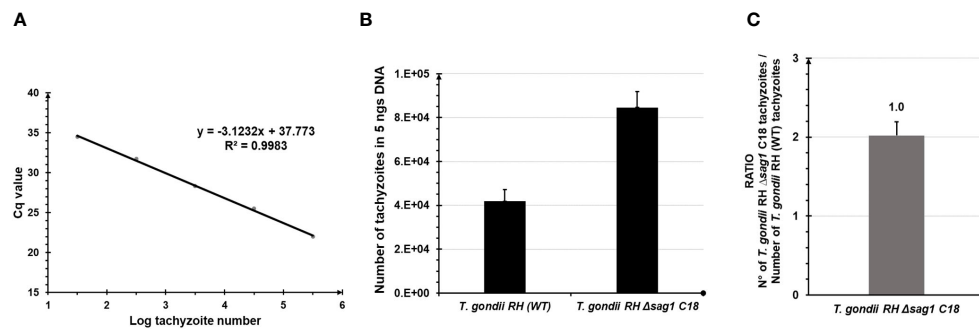 A
B
C
40
35
30
25
20
15
1
2
3
4
5
6
Cq value
Log tachyzoite number
y = -3.1232x + 37.773
R² = 0.9983
1.E+05
8.E+04
6.E+04
4.E+04
2.E+04
0.E+00
Number of tachyzoites in 5 ngs DNA
T. gondii RH (WT)
T. gondii RH Δsag1 C18
3
2
1
0
RATIO
N° of T. gondii RH Δsag1 C18 tachyzoites /
Number of T. gondii RH (WT) tachyzoites
1.0
T. gondii RH Δsag1 C18